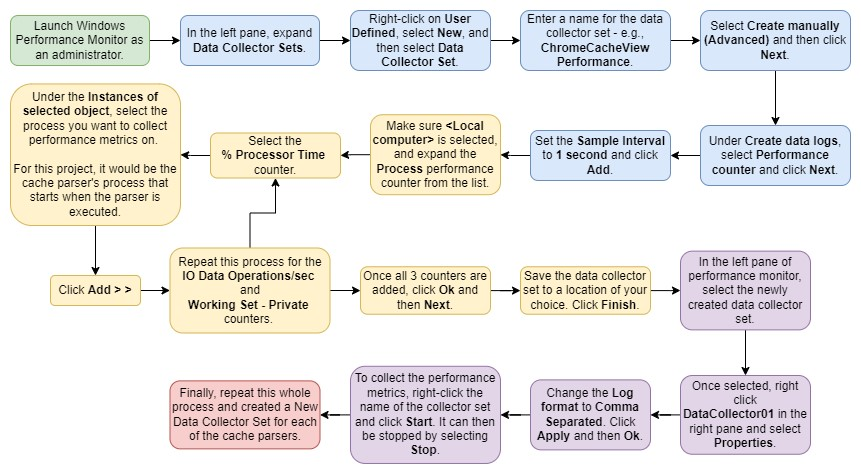 Launch Windows
Performance Monitor as
an administrator.
In the left pane, expand
Data Collector Sets.
Right-click on User
Defined, select New, and
then select Data
Collector Set.
Enter a name for the data
collector set - e.g.,
ChromeCacheView
Performance.
Select Create manually
(Advanced) and then click
Next.
Under Create data logs,
select Performance
counter and click Next.
Set the Sample Interval
to 1 second and click
Add.
Make sure <Local
computer> is selected,
and expand the
Process performance
counter from the list.
Select the
% Processor Time
counter.
Under the Instances of
selected object, select the
process you want to collect
performance metrics on.
For this project, it would be the
cache parser's process that
starts when the parser is
executed.
Click Add > >
Repeat this process for the
IO Data Operations/sec
and
Working Set - Private
counters.
Once all 3 counters are
added, click Ok and
then Next.
Save the data collector
set to a location of your
choice. Click Finish.
In the left pane of
performance monitor,
select the newly
created data collector
set.
Once selected, right
click
DataCollector01 in the
right pane and select
Properties.
Change the Log
format to Comma
Separated. Click
Apply and then Ok.
To collect the performance
metrics, right-click the
name of the collector set
and click Start. It can then
be stopped by selecting
Stop.
Finally, repeat this whole
process and created a New
Data Collector Set for each
of the cache parsers.